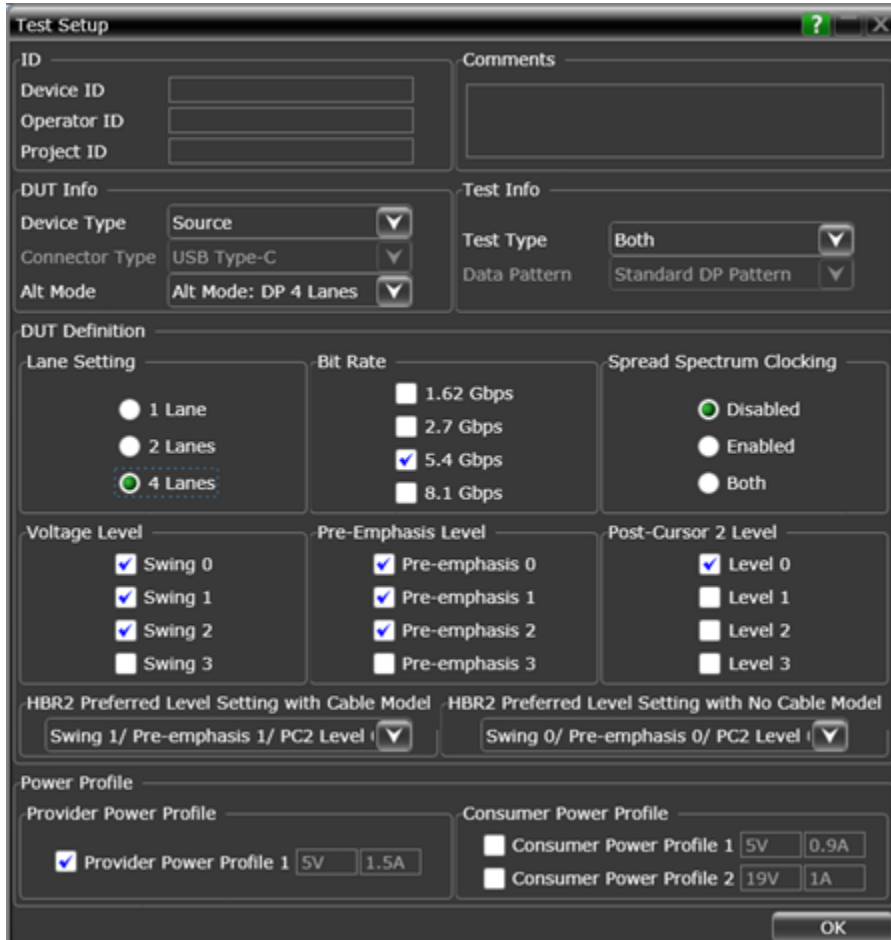 Test Setup
?
ID
Device ID
Operator ID
Project ID
Comments
DUT Info
Device Type Source
Connector Type USB Type-C
Alt Mode Alt Mode: DP 4 Lanes
Test Info
Test Type Both
Data Pattern Standard DP Pattern
DUT Definition
Lane Setting
1 Lane
2 Lanes
4 Lanes
Bit Rate
1.62 Gbps
2.7 Gbps
5.4 Gbps
8.1 Gbps
Spread Spectrum Clocking
Disabled
Enabled
Both
Voltage Level
Swing 0
Swing 1
Swing 2
Swing 3
Pre-Emphasis Level
Pre-emphasis 0
Pre-emphasis 1
Pre-emphasis 2
Pre-emphasis 3
Post-Cursor 2 Level
Level 0
Level 1
Level 2
Level 3
HBR2 Preferred Level Setting with Cable Model
Swing 1/ Pre-emphasis 1/ PC2 Level
HBR2 Preferred Level Setting with No Cable Model
Swing 0/ Pre-emphasis 0/ PC2 Level
Power Profile
Provider Power Profile
Provider Power Profile 1 5V 1.5A
Consumer Power Profile
Consumer Power Profile 1 5V 0.9A
Consumer Power Profile 2 19V 1A
OK